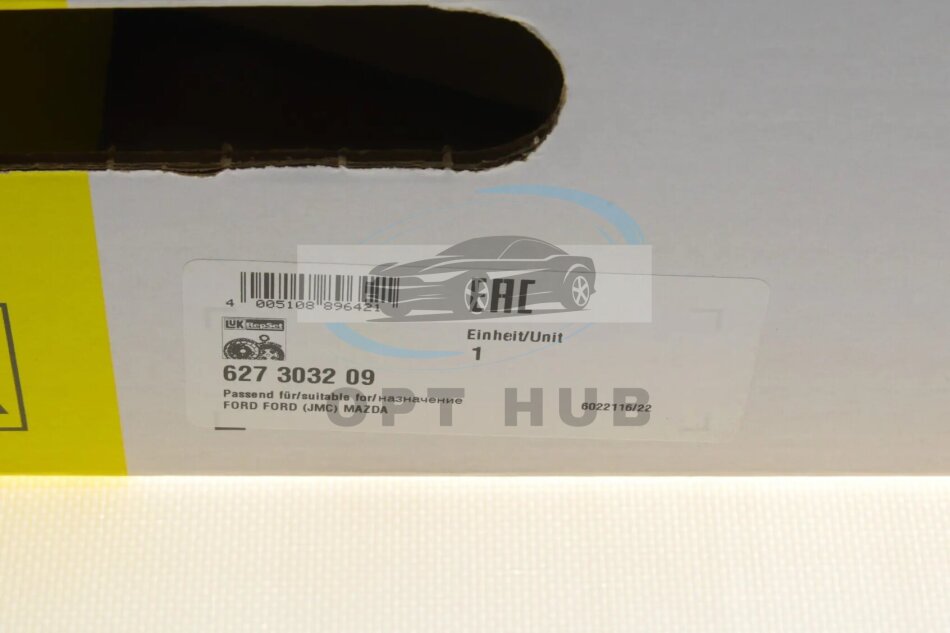 4 005108 896421
EAC
LuK RepSet
Einheit/Unit
1
627 3032 09
Passend für/suitable for/назначение
FORD FORD (JMC) MAZDA
6022116/22
OPT HUB